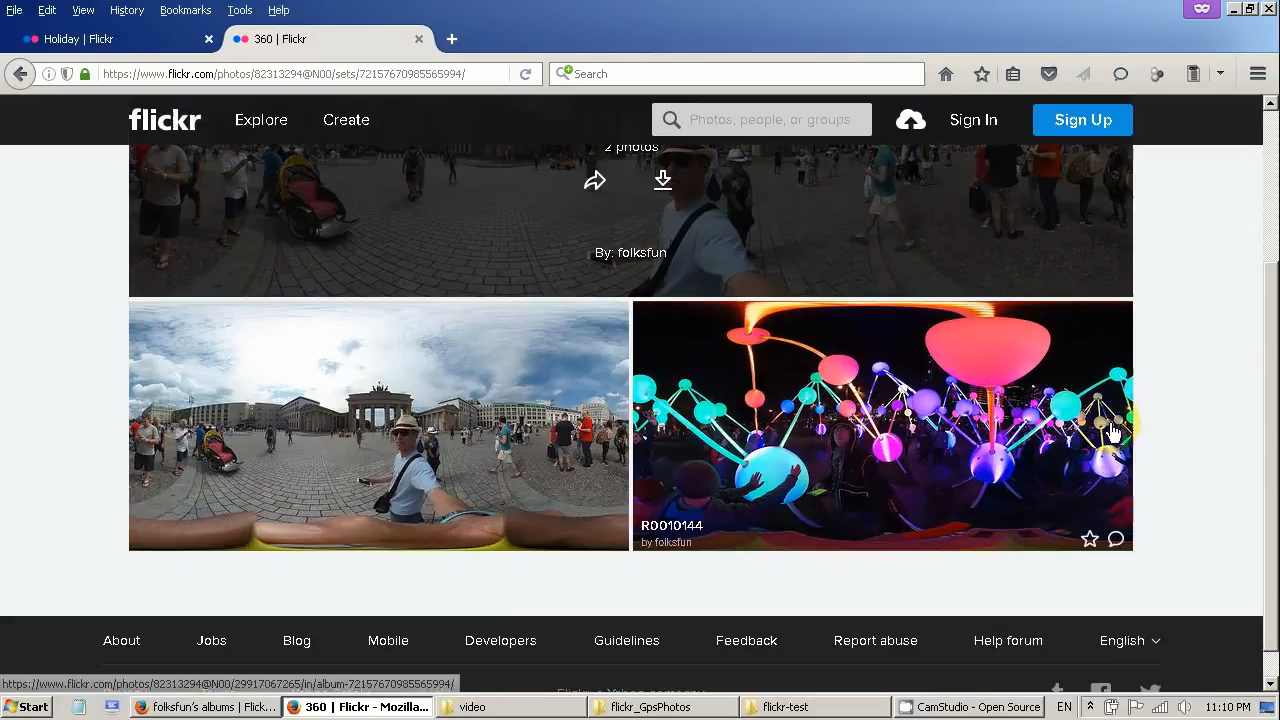 File Edit View History Bookmarks Tools Help
Holiday | Flickr
360 | Flickr
https://www.flickr.com/photos/82313294@N00/sets/72157670985565994/
Search
flickr Explore Create
Photos, people, or groups
Sign In
Sign Up
2 photos
By: folksfun
R0010144
by folksfun
About Jobs Blog Mobile Developers Guidelines Feedback Report abuse Help forum English
https://www.flickr.com/photos/82313294@N00/29917067265/in/album-72157670985565994/
Start
folksfun's albums | Flick...
360 | Flickr - Mozilla...
video
flickr_GpsPhotos
flickr-test
CamStudio - Open Source
EN
11:10 PM